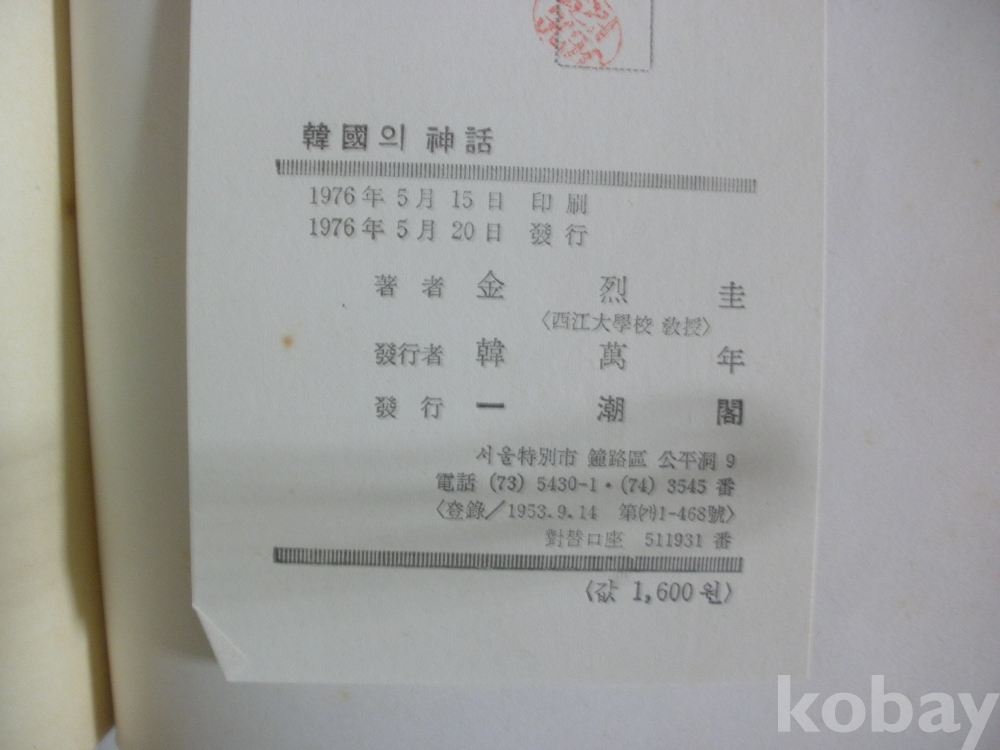 韓國의 神話
1976年 5月 15日 印刷
1976年 5月 20日 發行
著者 金烈圭
〈西江大學校 敎授〉
發行者 韓萬年
發行 一潮閣
서울特別市 鐘路區 公平洞 9
電話 (73) 5430-1·(74) 3545 番
〈登錄/1953.9.14 第㈎1-468號〉
對替口座 511931 番
〈값 1,600원〉
kobay